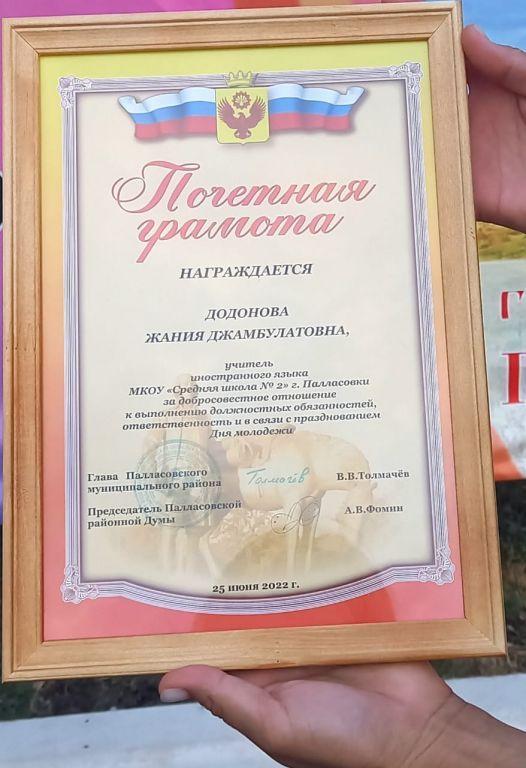 Почетная
грамота
НАГРАЖДАЕТСЯ
ДОДОНОВА
ЖАНИЯ ДЖАМБУЛАТОВНА,
учитель
иностранного языка
МКОУ «Средняя школа № 2» г. Палласовки
за добросовестное отношение
к выполнению должностных обязанностей,
ответственность и в связи с празднованием
Дня молодежи
Глава Палласовского
муниципального района
Толмачёв
В.В.Толмачёв
Председатель Палласовской
районной Думы
А.В.Фомин
25 июня 2022 г.